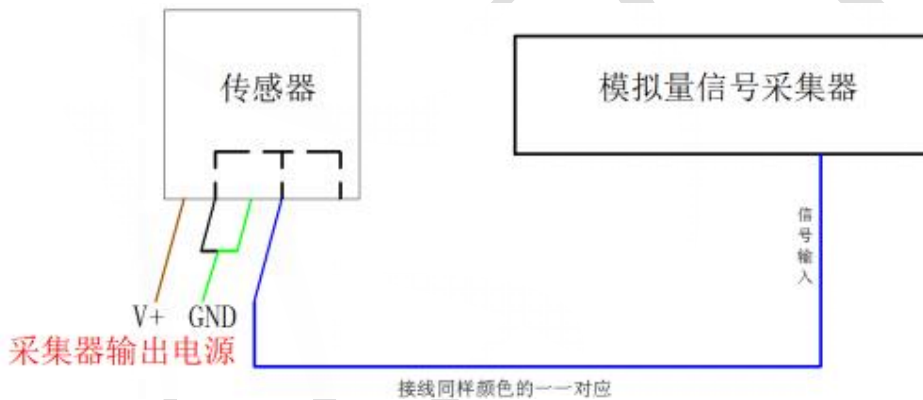 传感器
模拟量信号采集器
信号输入
V+ GND
采集器输出电源
接线同样颜色的一一对应